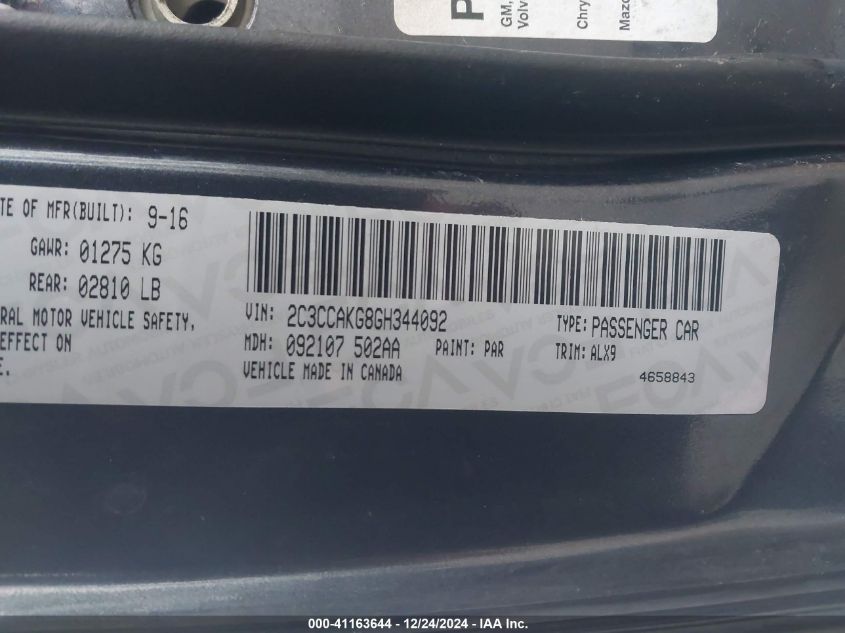 P
GM,
Volv
Chry
Mazd
TE OF MFR(BUILT): 9-16
GAWR: 01275 KG
REAR: 02810 LB
RAL MOTOR VEHICLE SAFETY,
EFFECT ON
E.
VIN: 2C3CCAKG8GH344092
TYPE: PASSENGER CAR
MDH: 092107 502AA
PAINT: PAR
TRIM: ALX9
VEHICLE MADE IN CANADA
4658843
000-41163644 - 12/24/2024 - IAA Inc.